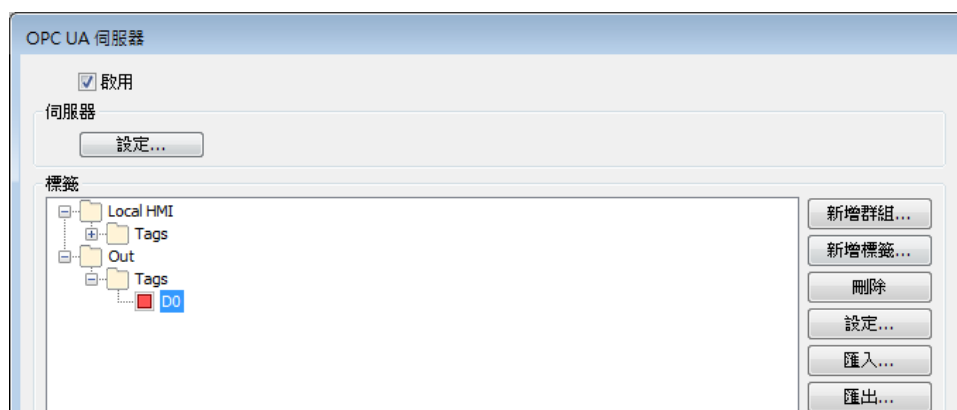 OPC UA 伺服器
啟用
伺服器
設定...
標籤
Local HMI
Tags
Out
Tags
D0
新增群組...
新增標籤...
刪除
設定...
匯入...
匯出...